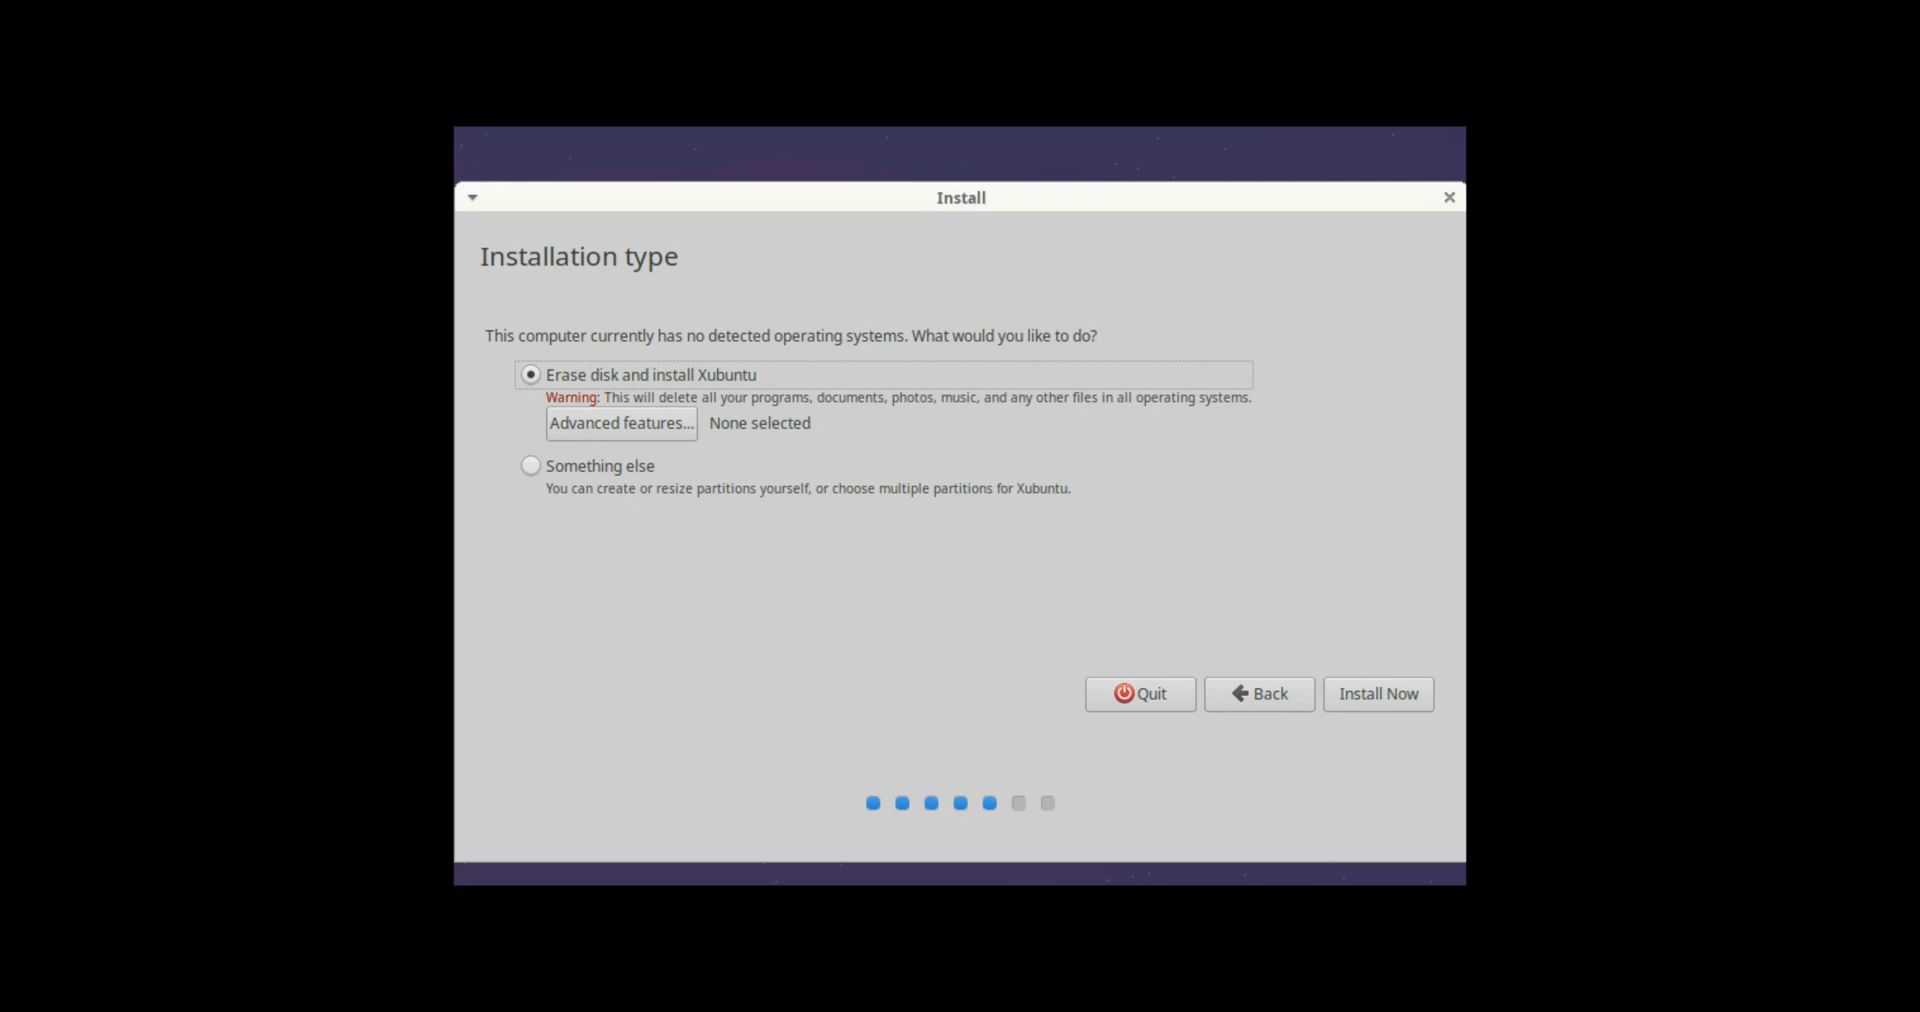 Install
Installation type
This computer currently has no detected operating systems. What would you like to do?
Erase disk and install Xubuntu
Warning: This will delete all your programs, documents, photos, music, and any other files in all operating systems.
Advanced features... None selected
Something else
You can create or resize partitions yourself, or choose multiple partitions for Xubuntu.
Quit Back Install Now